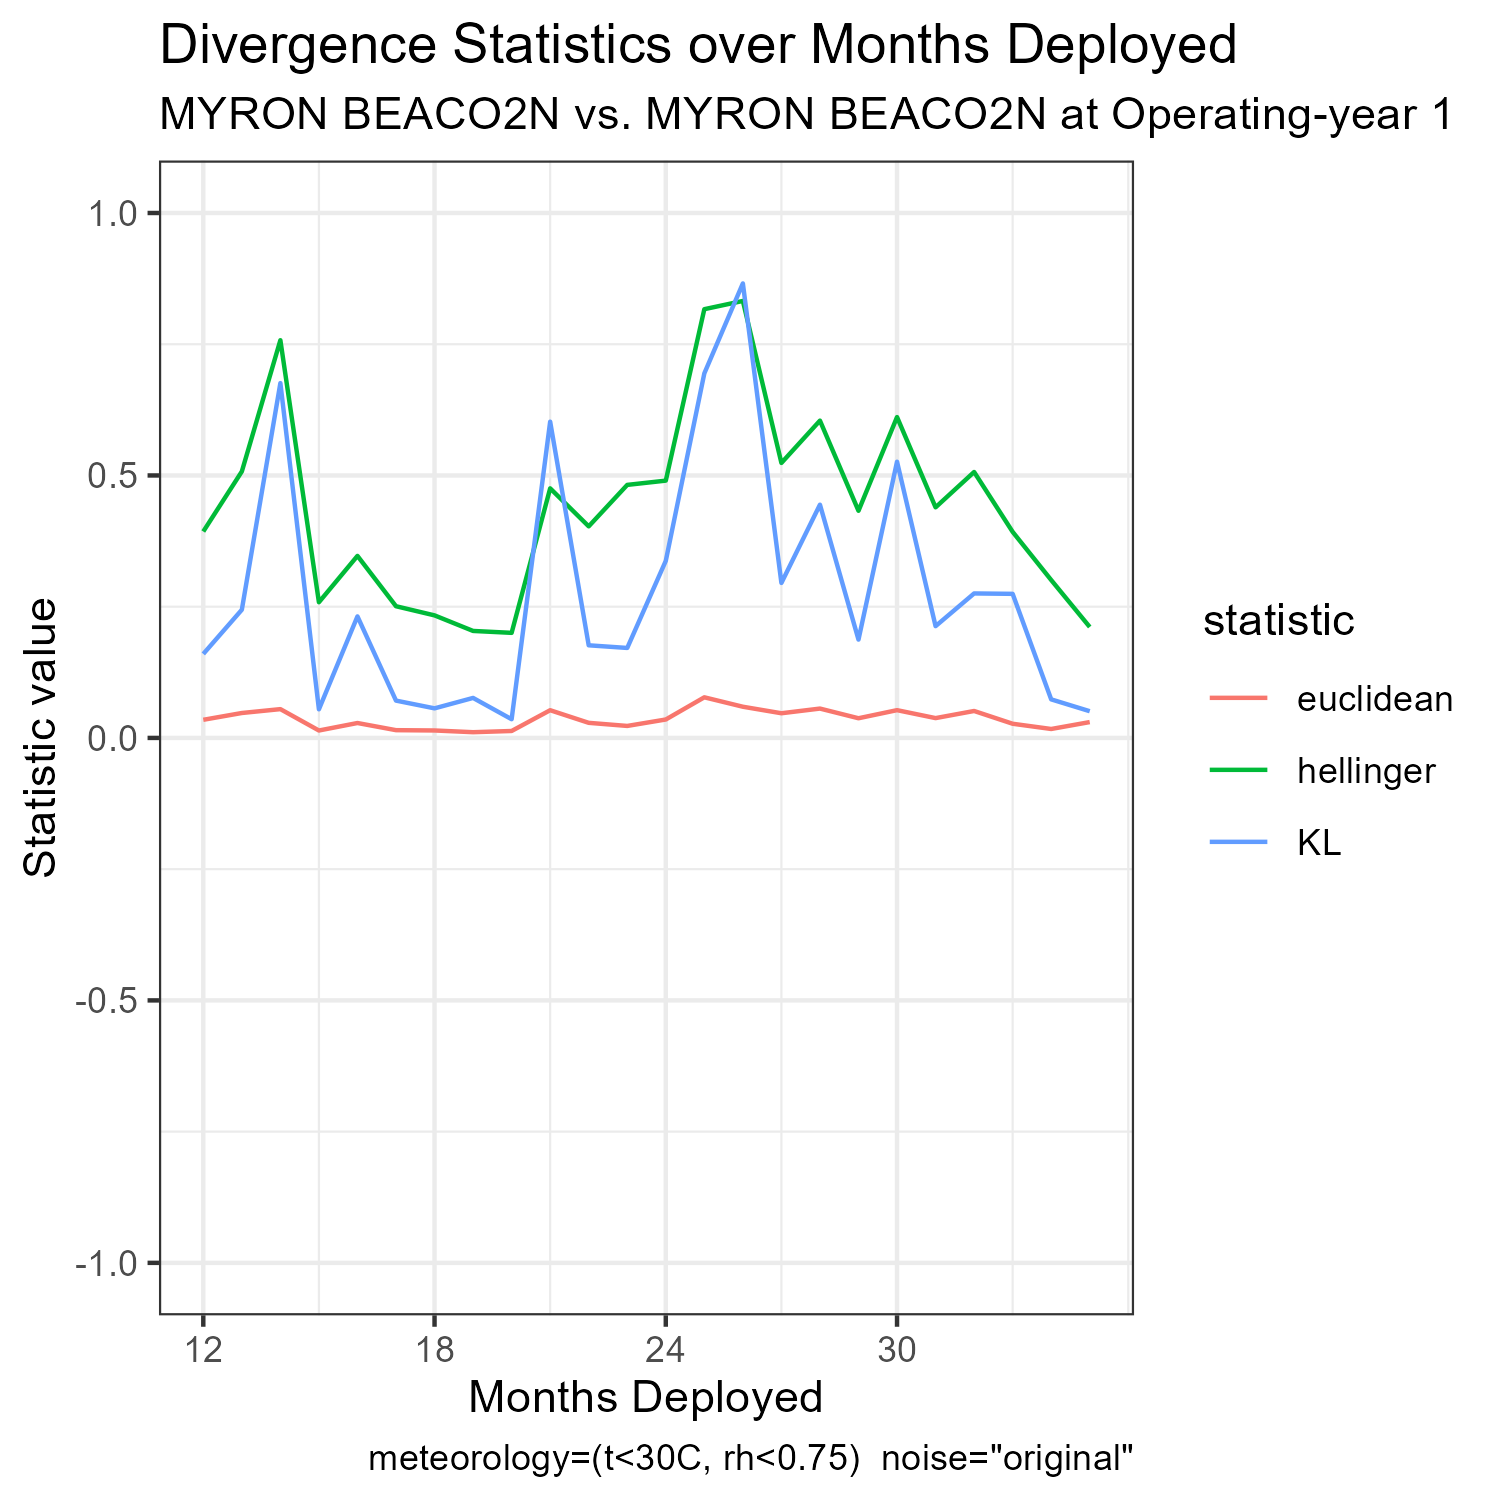 Divergence Statistics over Months Deployed
MYRON BEACO2N vs. MYRON BEACO2N at Operating-year 1
1.0
0.5
0.0
-0.5
-1.0
Statistic value
12 18 24 30
Months Deployed
meteorology=(t<30C, rh<0.75)  noise="original"
statistic
euclidean
hellinger
KL